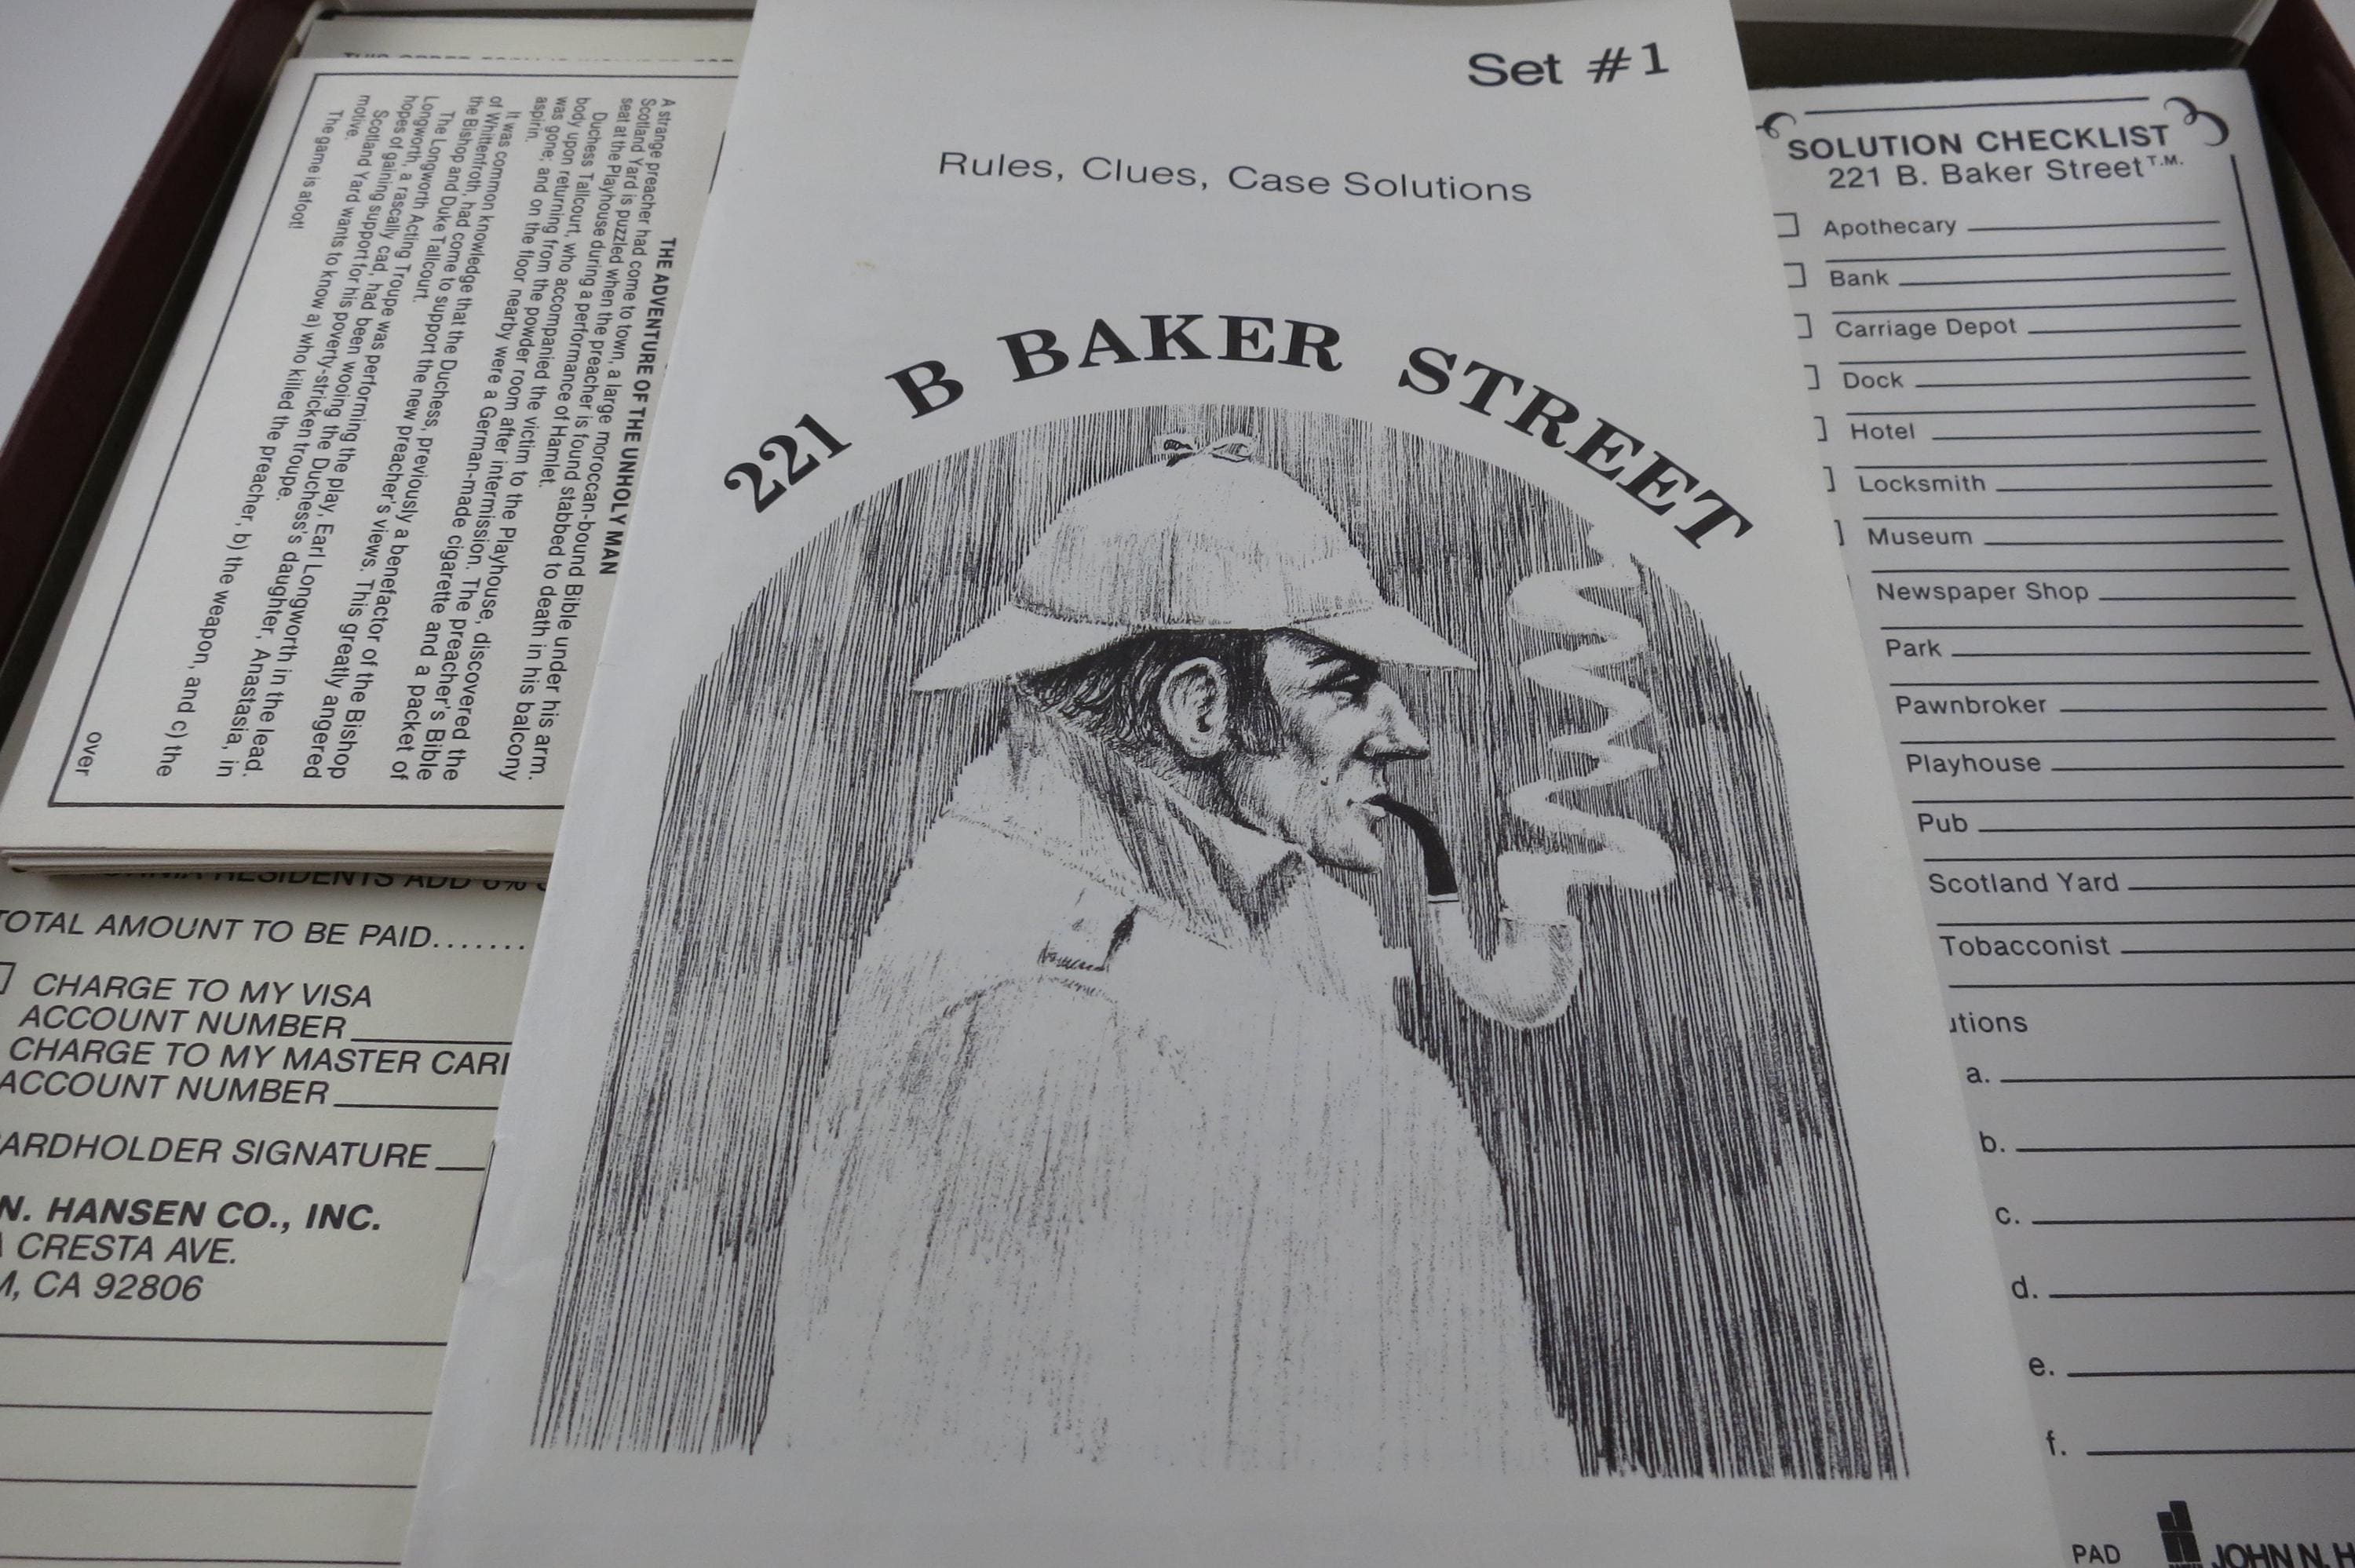 THE ADVENTURE OF THE UNHOLY MAN
A strange preacher had come to town, a large moroccan-bound Bible under his arm.
Scotland Yard is puzzled when the preacher is found stabbed to death in his balcony
seat at the Playhouse during a performance of Hamlet.
Duchess Tallcourt, who accompanied the victim to the Playhouse, discovered the
body upon returning from the powder room after intermission. The preacher's Bible
was gone; and on the floor nearby were a German-made cigarette and a packet of
aspirin.
It was common knowledge that the Duchess, previously a benefactor of the Bishop
of Whittenfroth, had come to support the new preacher's views. This greatly angered
the Bishop and Duke Tallcourt.
The Longworth Acting Troupe was performing the play, Earl Longworth in the lead.
Longworth, a rascally cad, had been wooing the Duchess's daughter, Anastasia, in
hopes of gaining support for his poverty-stricken troupe.
Scotland Yard wants to know a) who killed the preacher, b) the weapon, and c) the
motive.
The game is afoot!
over
RESIDENTS ADD 6%
TOTAL AMOUNT TO BE PAID.......
CHARGE TO MY VISA
ACCOUNT NUMBER
CHARGE TO MY MASTER CAR
ACCOUNT NUMBER
ARDHOLDER SIGNATURE
N. HANSEN CO., INC.
CRESTA AVE.
M, CA 92806
Set #1
Rules, Clues, Case Solutions
221 B BAKER STREET
SOLUTION CHECKLIST
221 B. Baker Street T.M.
Apothecary
Bank
Carriage Depot
Dock
Hotel
Locksmith
Museum
Newspaper Shop
Park
Pawnbroker
Playhouse
Pub
Scotland Yard
Tobacconist
utions
a.
b.
c.
d.
e.
f.
PAD
JOHN N. H